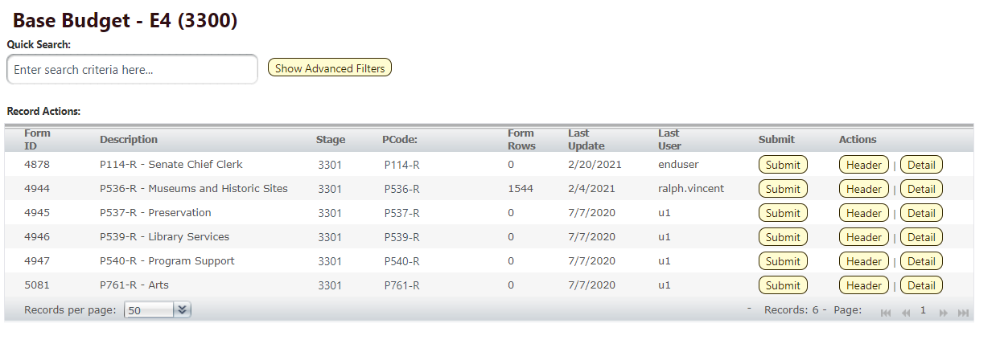 Base Budget - E4 (3300)
Quick Search:
Enter search criteria here...
Show Advanced Filters
Record Actions:
Form ID Description Stage PCode: Form Rows Last Update Last User Submit Actions
4878 P114-R - Senate Chief Clerk 3301 P114-R 0 2/20/2021 enduser Submit Header | Detail
4944 P536-R - Museums and Historic Sites 3301 P536-R 1544 2/4/2021 ralph.vincent Submit Header | Detail
4945 P537-R - Preservation 3301 P537-R 0 7/7/2020 u1 Submit Header | Detail
4946 P539-R - Library Services 3301 P539-R 0 7/7/2020 u1 Submit Header | Detail
4947 P540-R - Program Support 3301 P540-R 0 7/7/2020 u1 Submit Header | Detail
5081 P761-R - Arts 3301 P761-R 0 7/7/2020 u1 Submit Header | Detail
Records per page: 50 - Records: 6 - Page: 1